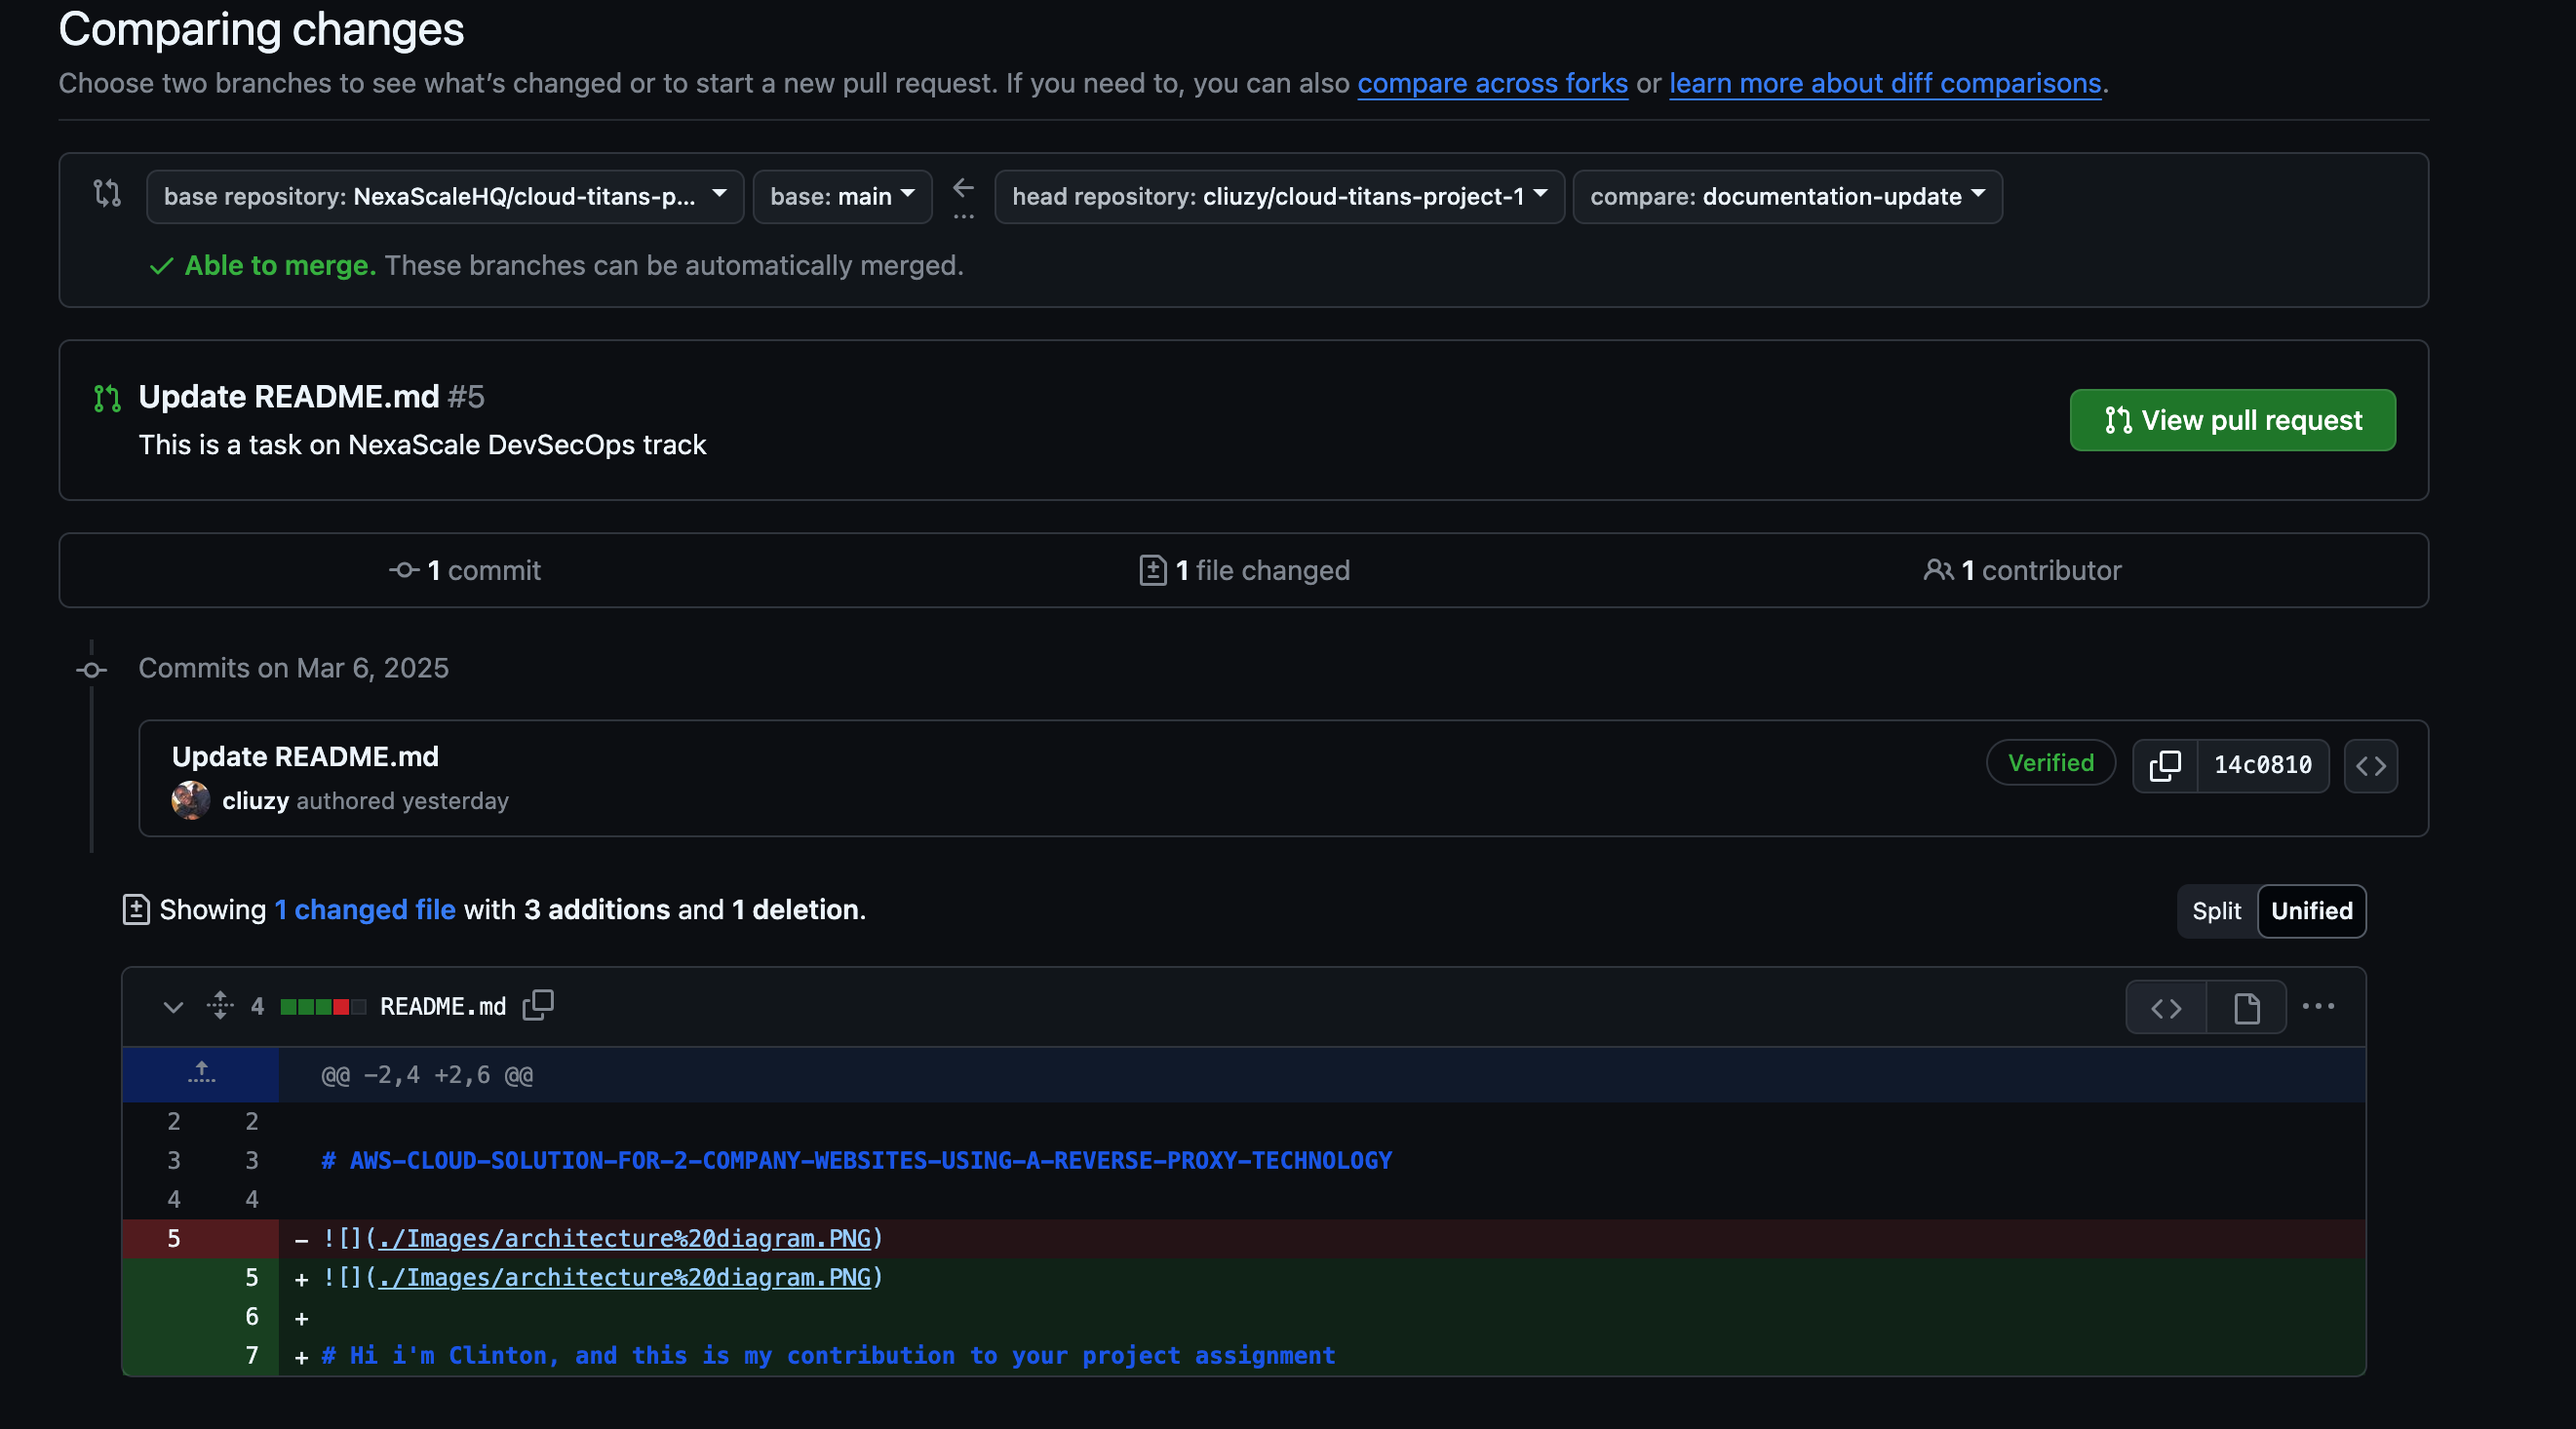 Comparing changes
Choose two branches to see what’s changed or to start a new pull request. If you need to, you can also compare across forks or learn more about diff comparisons.
base repository: NexaScaleHQ/cloud-titans-p... base: main ... head repository: cliuzy/cloud-titans-project-1 compare: documentation-update
Able to merge. These branches can be automatically merged.
Update README.md #5
This is a task on NexaScale DevSecOps track
View pull request
1 commit 1 file changed 1 contributor
Commits on Mar 6, 2025
Update README.md
cliuzy authored yesterday
Verified 14c0810
Showing 1 changed file with 3 additions and 1 deletion.
Split Unified
4 README.md
@@ -2,4 +2,6 @@
2 2
3 3 # AWS-CLOUD-SOLUTION-FOR-2-COMPANY-WEBSITES-USING-A-REVERSE-PROXY-TECHNOLOGY
4 4
5 - ![](./Images/architecture%20diagram.PNG)
5 + ![](./Images/architecture%20diagram.PNG)
6 +
7 + # Hi i'm Clinton, and this is my contribution to your project assignment